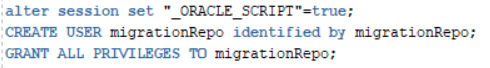 alter session set "_ORACLE_SCRIPT"=true;
CREATE USER migrationRepo identified by migrationRepo;
GRANT ALL PRIVILEGES TO migrationRepo;